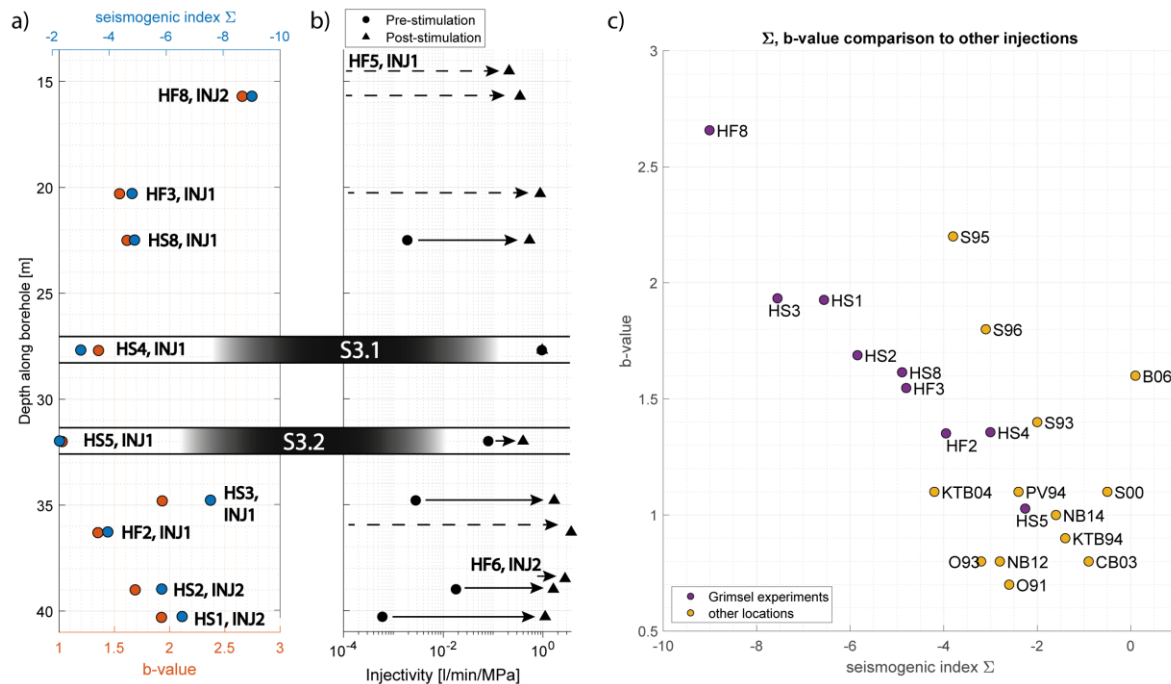 a)
seismogenic index Σ
-2 -4 -6 -8 -10
15
20
25
30
35
40
Depth along borehole [m]
HF8, INJ2
HF3, INJ1
HS8, INJ1
HS4, INJ1
S3.1
HS5, INJ1
S3.2
HS3,
INJ1
HF2, INJ1
HS2, INJ2
HS1, INJ2
1 1.5 2 2.5 3
b-value
b)
Pre-stimulation
Post-stimulation
HF5, INJ1
HF6, INJ2
10-4 10-2 100
Injectivity [l/min/MPa]
c)
Σ, b-value comparison to other injections
3
2.5
2
1.5
1
0.5
b-value
HF8
S95
HS3
HS1
S96
HS2
HS8
HF3
B06
S93
HF2
HS4
KTB04
PV94
S00
HS5
NB14
KTB94
O93
NB12
CB03
O91
Grimsel experiments
other locations
-10 -8 -6 -4 -2 0
seismogenic index Σ